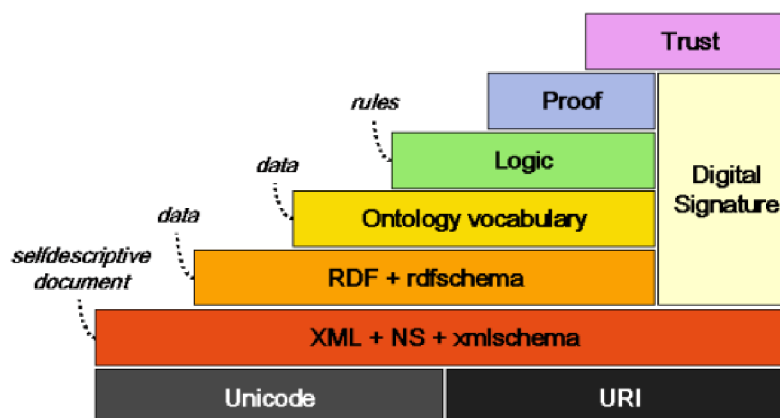 Trust
rules
Proof
data
Logic
Digital
Signature
data
Ontology vocabulary
selfdescriptive
document
RDF + rdfschema
XML + NS + xmlschema
Unicode
URI